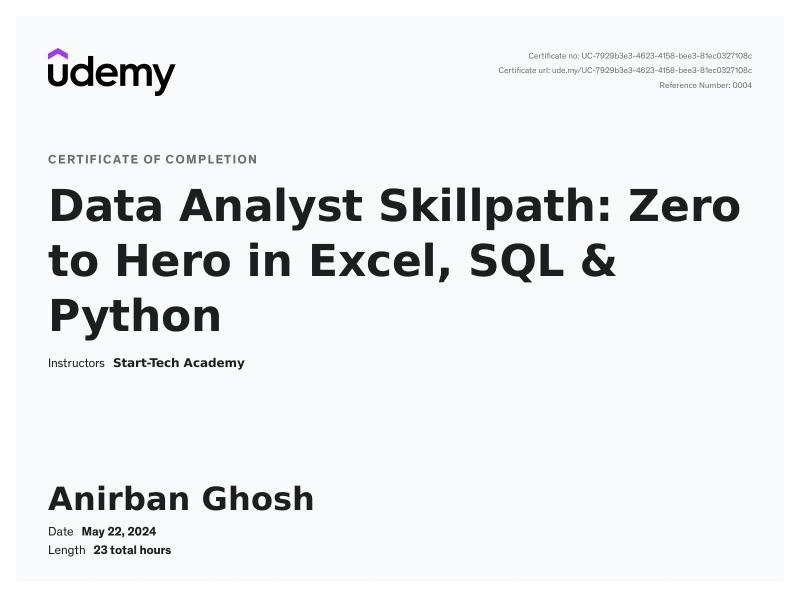 udemy
Certificate no: UC-7929b3e3-4623-4158-bee3-81ec0327108c
Certificate url: ude.my/UC-7929b3e3-4623-4158-bee3-81ec0327108c
Reference Number: 0004
CERTIFICATE OF COMPLETION
Data Analyst Skillpath: Zero
to Hero in Excel, SQL &
Python
Instructors Start-Tech Academy
Anirban Ghosh
Date May 22, 2024
Length 23 total hours